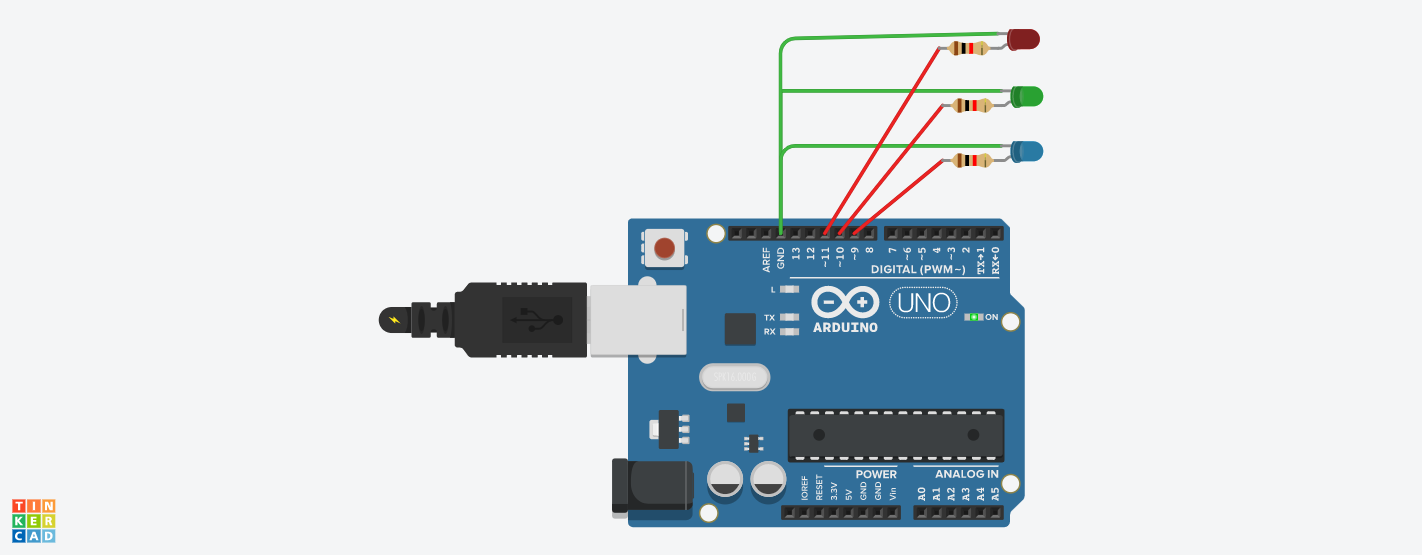 AREF
GND
13
12
~11
~10
~9
8
7
~6
~5
4
~3
2
TX→1
RX←0
DIGITAL (PWM~)
L
TX
RX
ARDUINO
UNO
ON
POWER
ANALOG IN
IOREF
RESET
3.3V
5V
GND
GND
Vin
A0
A1
A2
A3
A4
A5
TIN
KER
CAD